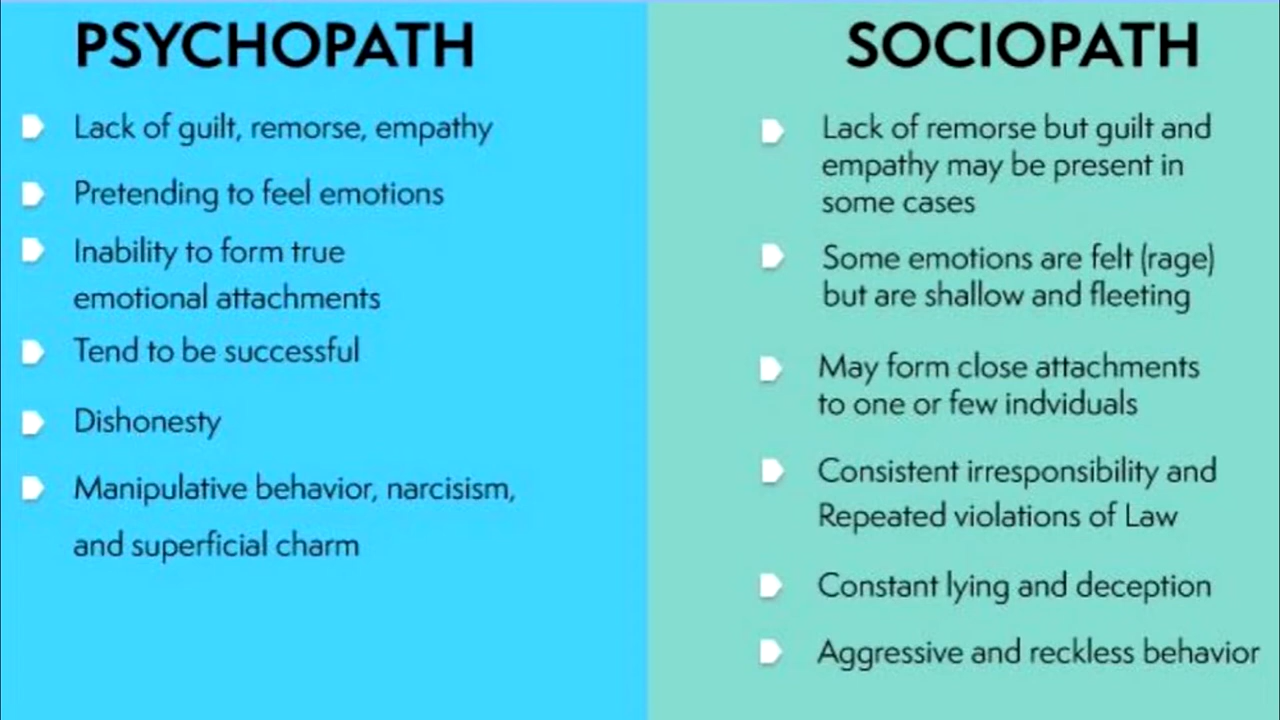 PSYCHOPATH
Lack of guilt, remorse, empathy
Pretending to feel emotions
Inability to form true
emotional attachments
Tend to be successful
Dishonesty
Manipulative behavior, narcisism,
and superficial charm
SOCIOPATH
Lack of remorse but guilt and
empathy may be present in
some cases
Some emotions are felt (rage)
but are shallow and fleeting
May form close attachments
to one or few indviduals
Consistent irresponsibility and
Repeated violations of Law
Constant lying and deception
Aggressive and reckless behavior